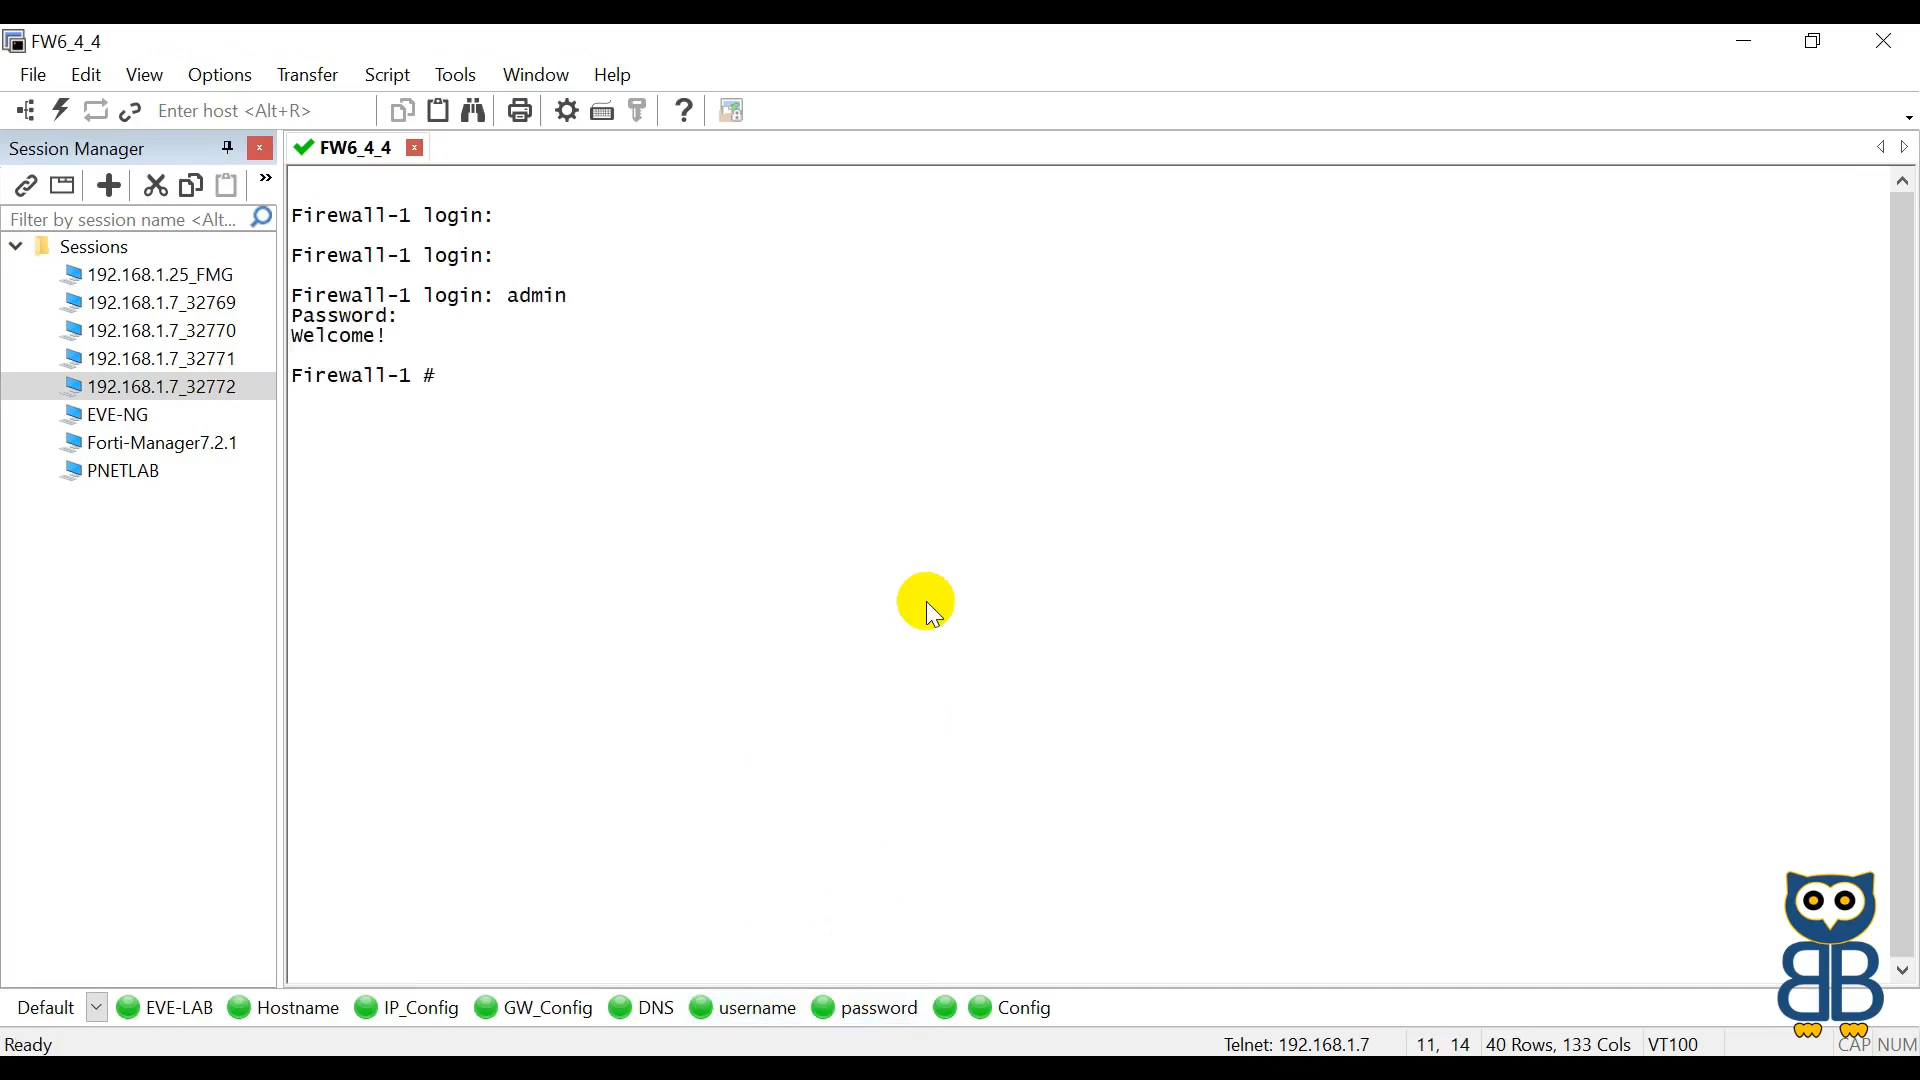 FW6_4_4
File Edit View Options Transfer Script Tools Window Help
Enter host <Alt+R>
Session Manager
FW6_4_4
Filter by session name <Alt...
Sessions
192.168.1.25_FMG
192.168.1.7_32769
192.168.1.7_32770
192.168.1.7_32771
192.168.1.7_32772
EVE-NG
Forti-Manager7.2.1
PNETLAB
Firewall-1 login:
Firewall-1 login:
Firewall-1 login: admin
Password:
Welcome!
Firewall-1 #
BB
Default EVE-LAB Hostname IP_Config GW_Config DNS username password Config
Ready Telnet: 192.168.1.7 11, 14 40 Rows, 133 Cols VT100 CAP NUM